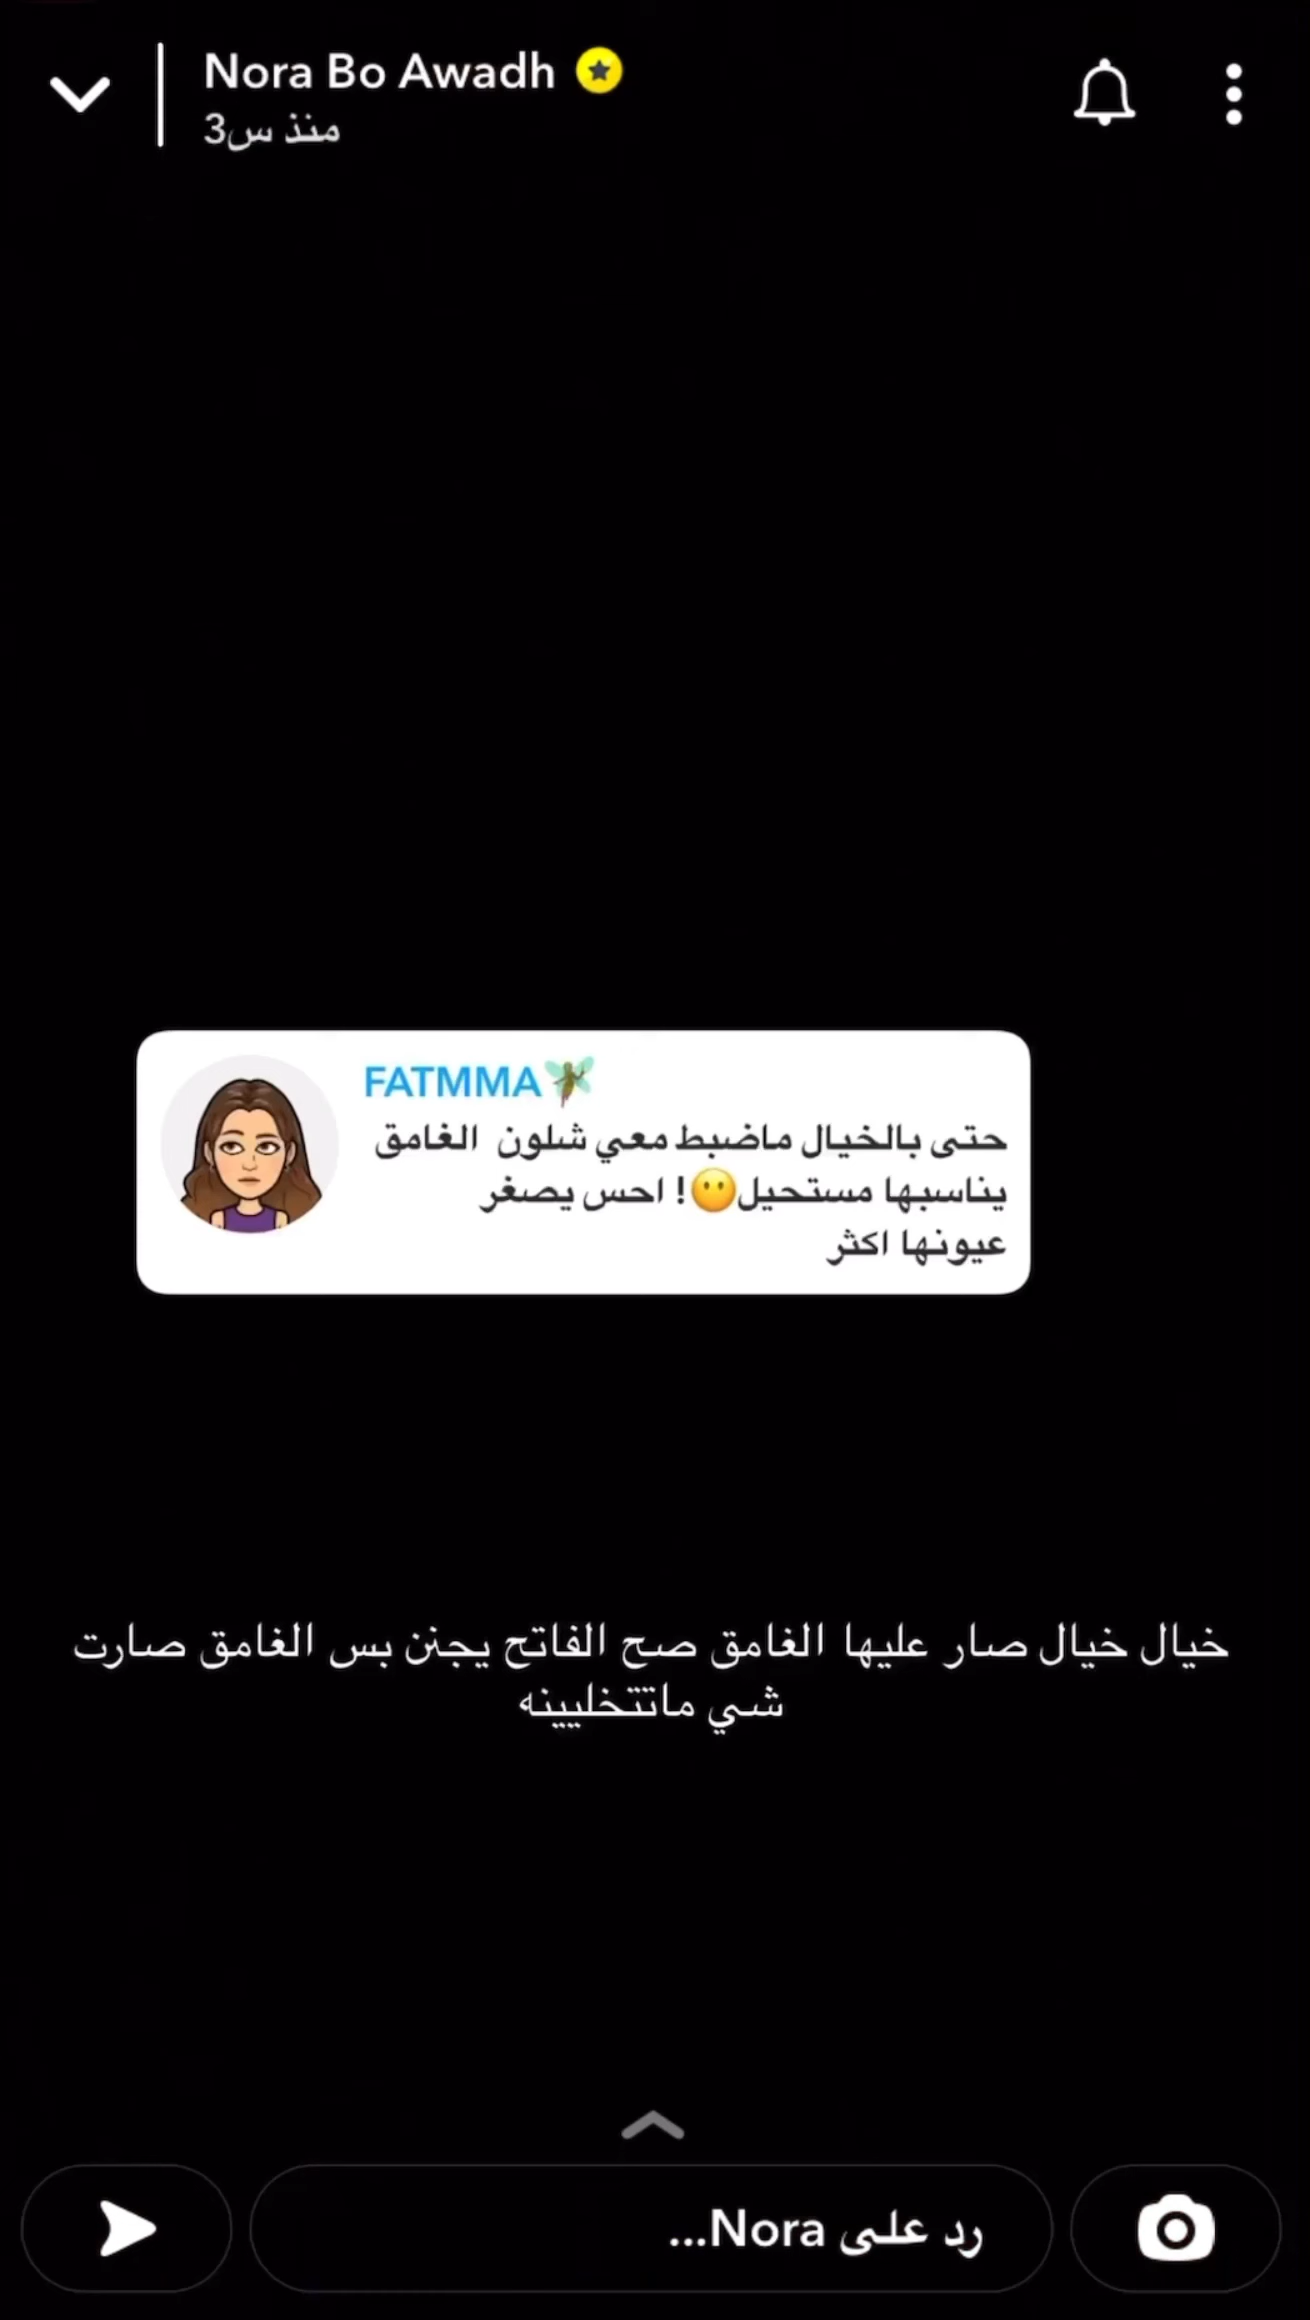 Nora Bo Awadh
منذ س3
FATMMA🧚
حتى بالخيال ماضبط معي شلون الغامق
يناسبها مستحيل😶! احس يصغر
عيونها اكثر
خيال خيال صار عليها الغامق صح الفاتح يجنن بس الغامق صارت
شي ماتتخليينه
رد على Nora...